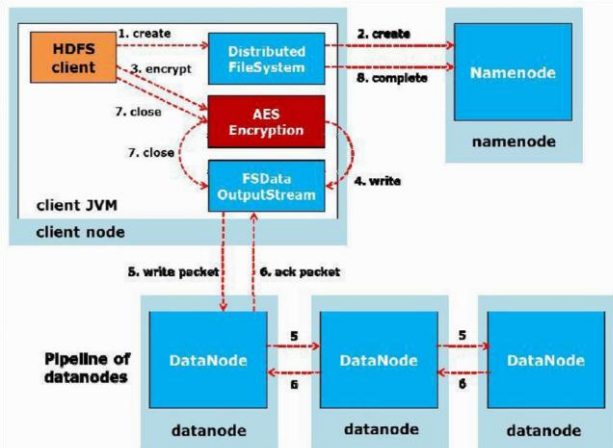 1. create
HDFS
client
Distributed
FileSystem
2. create
8. complete
Namenode
namenode
3. encrypt
7. close
AES
Encryption
7. close
4. write
FSData
OutputStream
client JVM
client node
5. write packet
6. ack packet
Pipeline of
datanodes
DataNode
5
6
DataNode
5
6
DataNode
datanode
datanode
datanode